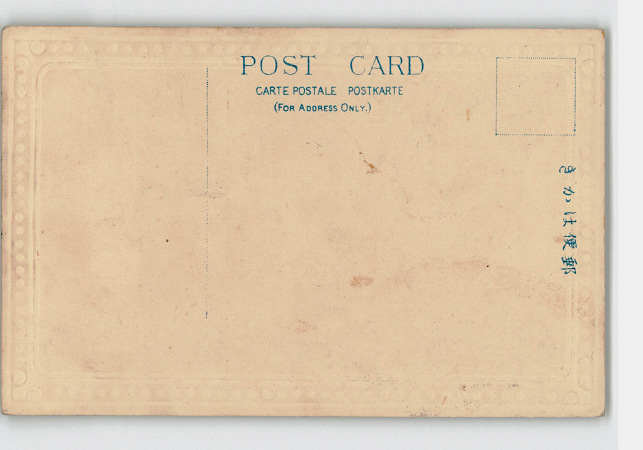 POST CARD
CARTE POSTALE POSTKARTE
(FOR ADDRESS ONLY.)
きかは便郵